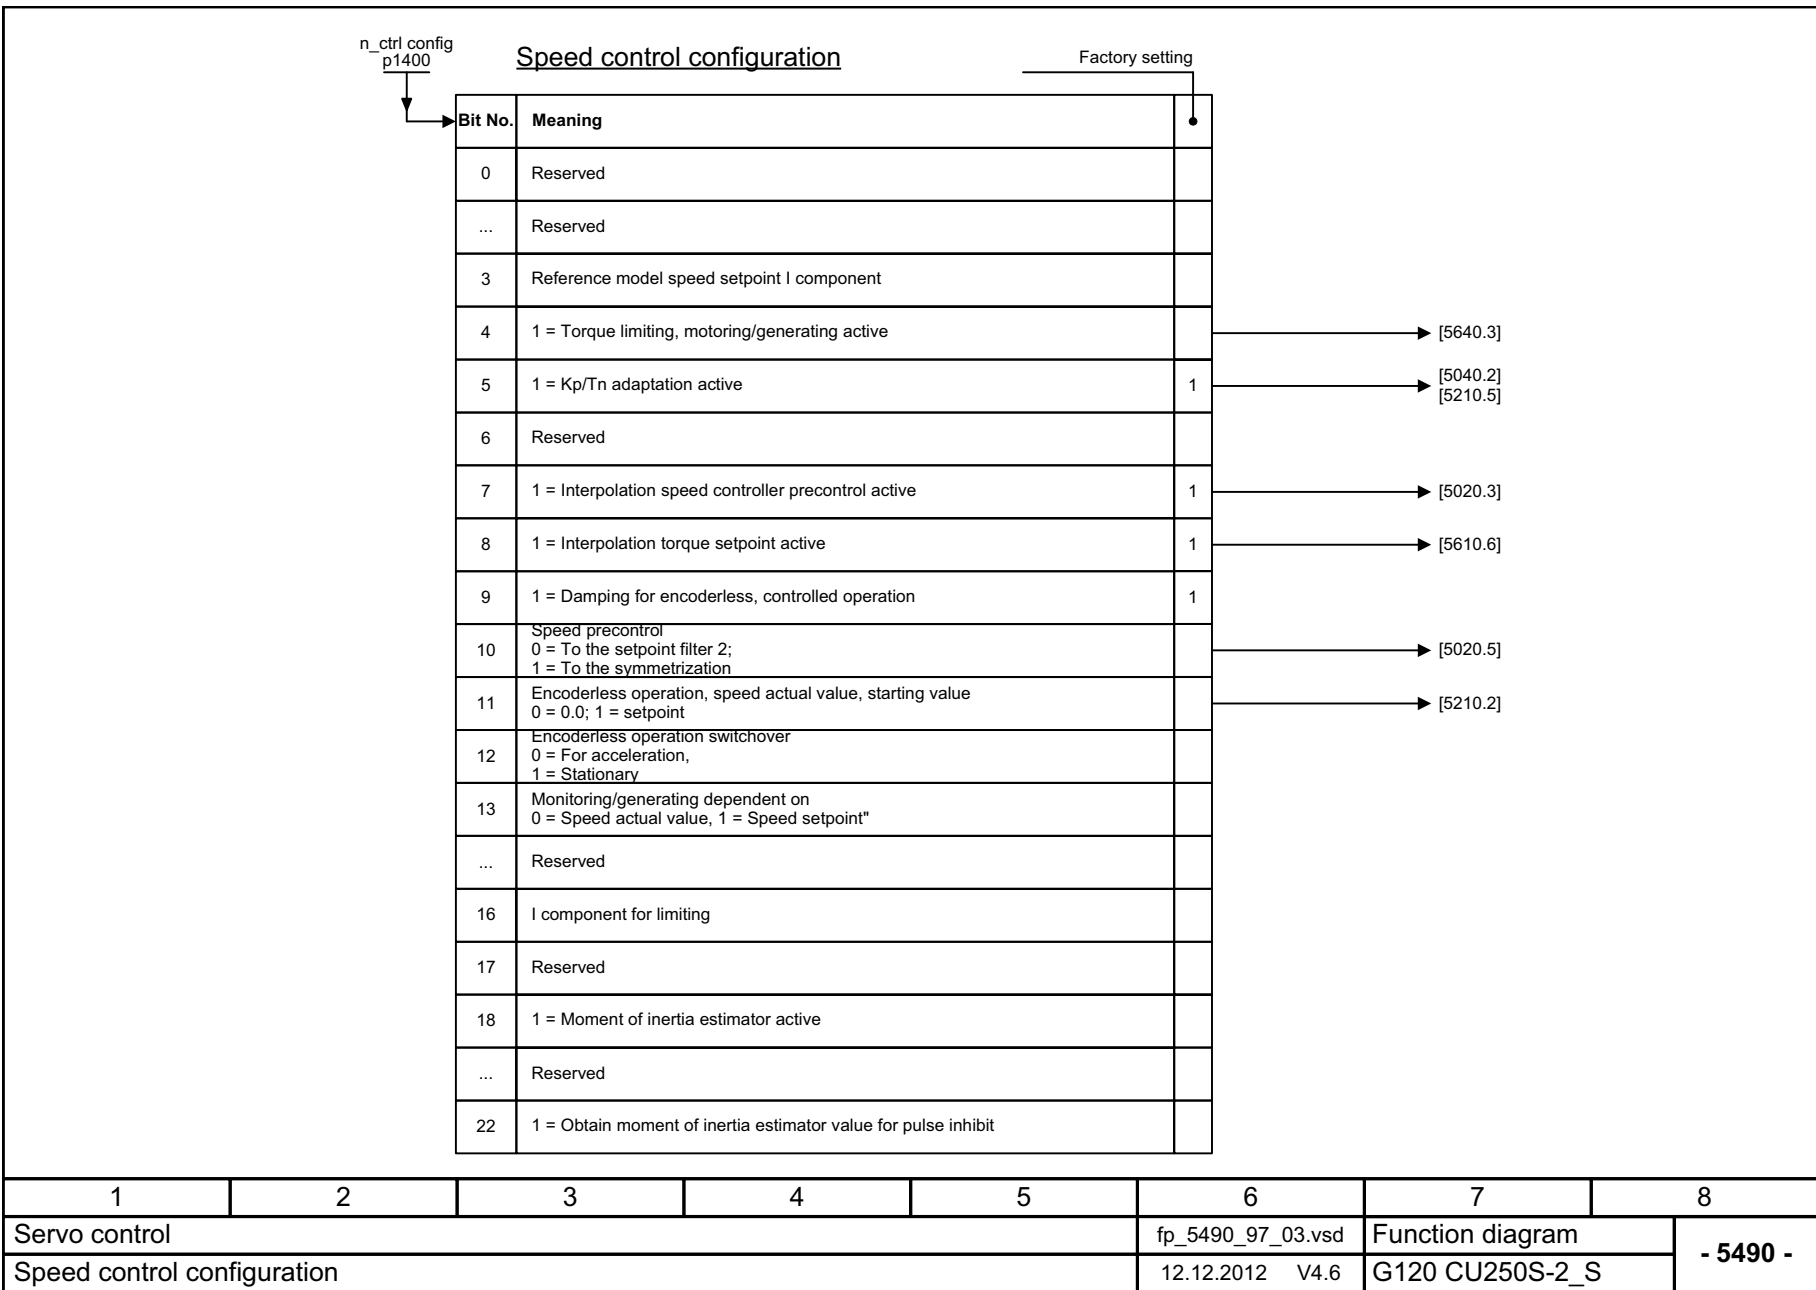 n_ctrl config
p1400
Speed control configuration
Factory setting
Bit No. Meaning
0 Reserved
... Reserved
3 Reference model speed setpoint I component
4 1 = Torque limiting, motoring/generating active [5640.3]
5 1 = Kp/Tn adaptation active 1 [5040.2]
[5210.5]
6 Reserved
7 1 = Interpolation speed controller precontrol active 1 [5020.3]
8 1 = Interpolation torque setpoint active 1 [5610.6]
9 1 = Damping for encoderless, controlled operation 1
Speed precontrol
10 0 = To the setpoint filter 2; [5020.5]
1 = To the symmetrization
11 Encoderless operation, speed actual value, starting value [5210.2]
0 = 0.0; 1 = setpoint
Encoderless operation switchover
12 0 = For acceleration,
1 = Stationary
13 Monitoring/generating dependent on
0 = Speed actual value, 1 = Speed setpoint"
... Reserved
16 I component for limiting
17 Reserved
18 1 = Moment of inertia estimator active
... Reserved
22 1 = Obtain moment of inertia estimator value for pulse inhibit
1 2 3 4 5 6 7 8
Servo control fp_5490_97_03.vsd Function diagram - 5490 -
Speed control configuration 12.12.2012 V4.6 G120 CU250S-2_S